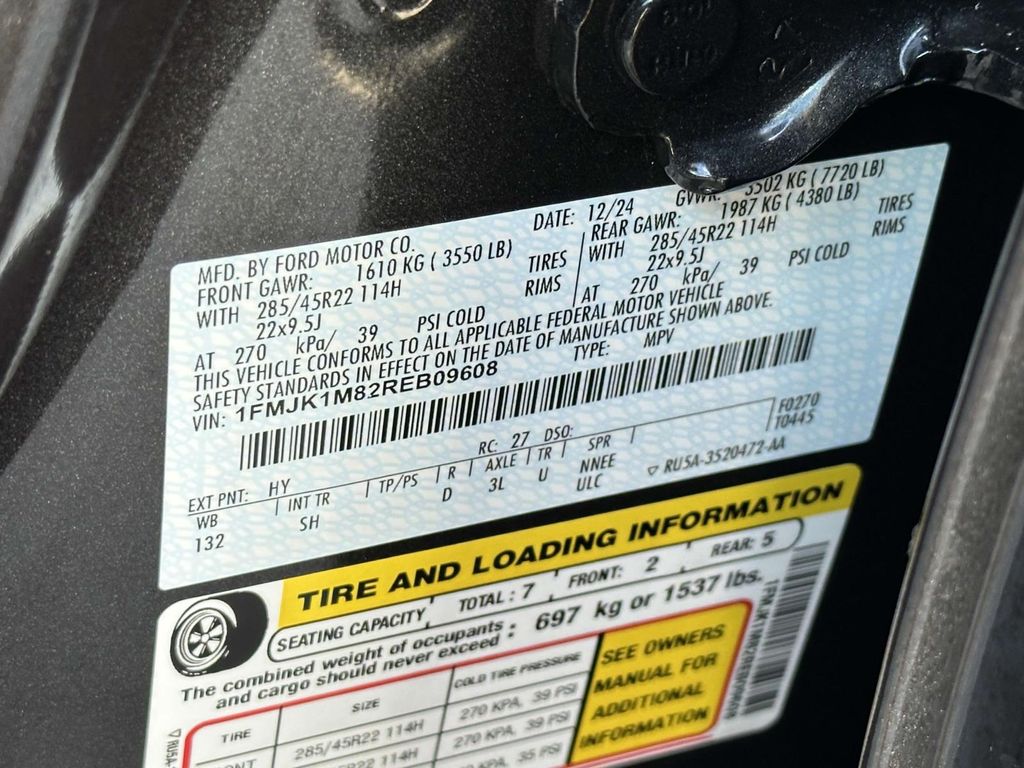 MFD. BY FORD MOTOR CO.
DATE: 12/24
GVWR: 3502 KG ( 7720 LB)
FRONT GAWR: 1610 KG ( 3550 LB)
REAR GAWR: 1987 KG ( 4380 LB)
WITH 285/45R22 114H TIRES
WITH 285/45R22 114H TIRES
22x9.5J RIMS
22x9.5J RIMS
AT 270 kPa/ 39 PSI COLD
AT 270 kPa/ 39 PSI COLD
THIS VEHICLE CONFORMS TO ALL APPLICABLE FEDERAL MOTOR VEHICLE
SAFETY STANDARDS IN EFFECT ON THE DATE OF MANUFACTURE SHOWN ABOVE.
VIN: 1FMJK1M82REB09608
TYPE: MPV
F0270
T0445
EXT PNT: HY RC: 27 DSO:
WB INT TR TP/PS R AXLE TR SPR
132 SH D 3L U NNEE
ULC
▽ RU5A-3520472-AA
TIRE AND LOADING INFORMATION
SEATING CAPACITY TOTAL : 7 FRONT: 2 REAR: 5
The combined weight of occupants and cargo should never exceed : 697 kg or 1537 lbs.
TIRE SIZE COLD TIRE PRESSURE
285/45R22 114H 270 KPA, 39 PSI
114H 270 KPA, 39 PSI
35 PSI
SEE OWNERS
MANUAL FOR
ADDITIONAL
INFORMATION
1FMJK1M82REB09608
▽ RU5A-